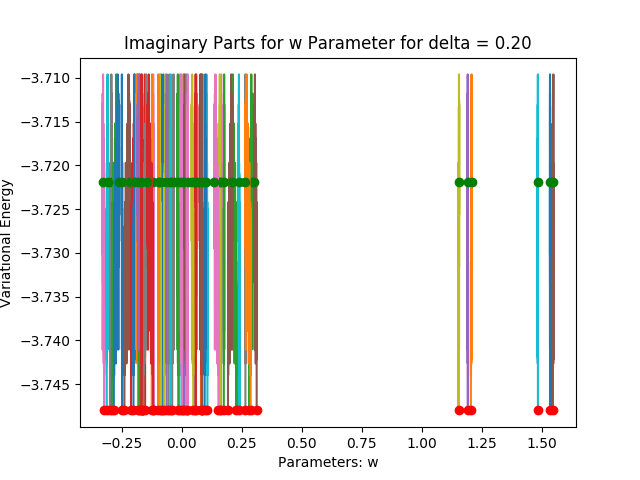 Imaginary Parts for w Parameter for delta = 0.20
−3.710
−3.715
−3.720
−3.725
−3.730
−3.735
−3.740
−3.745
Variational Energy
−0.25 0.00 0.25 0.50 0.75 1.00 1.25 1.50
Parameters: w